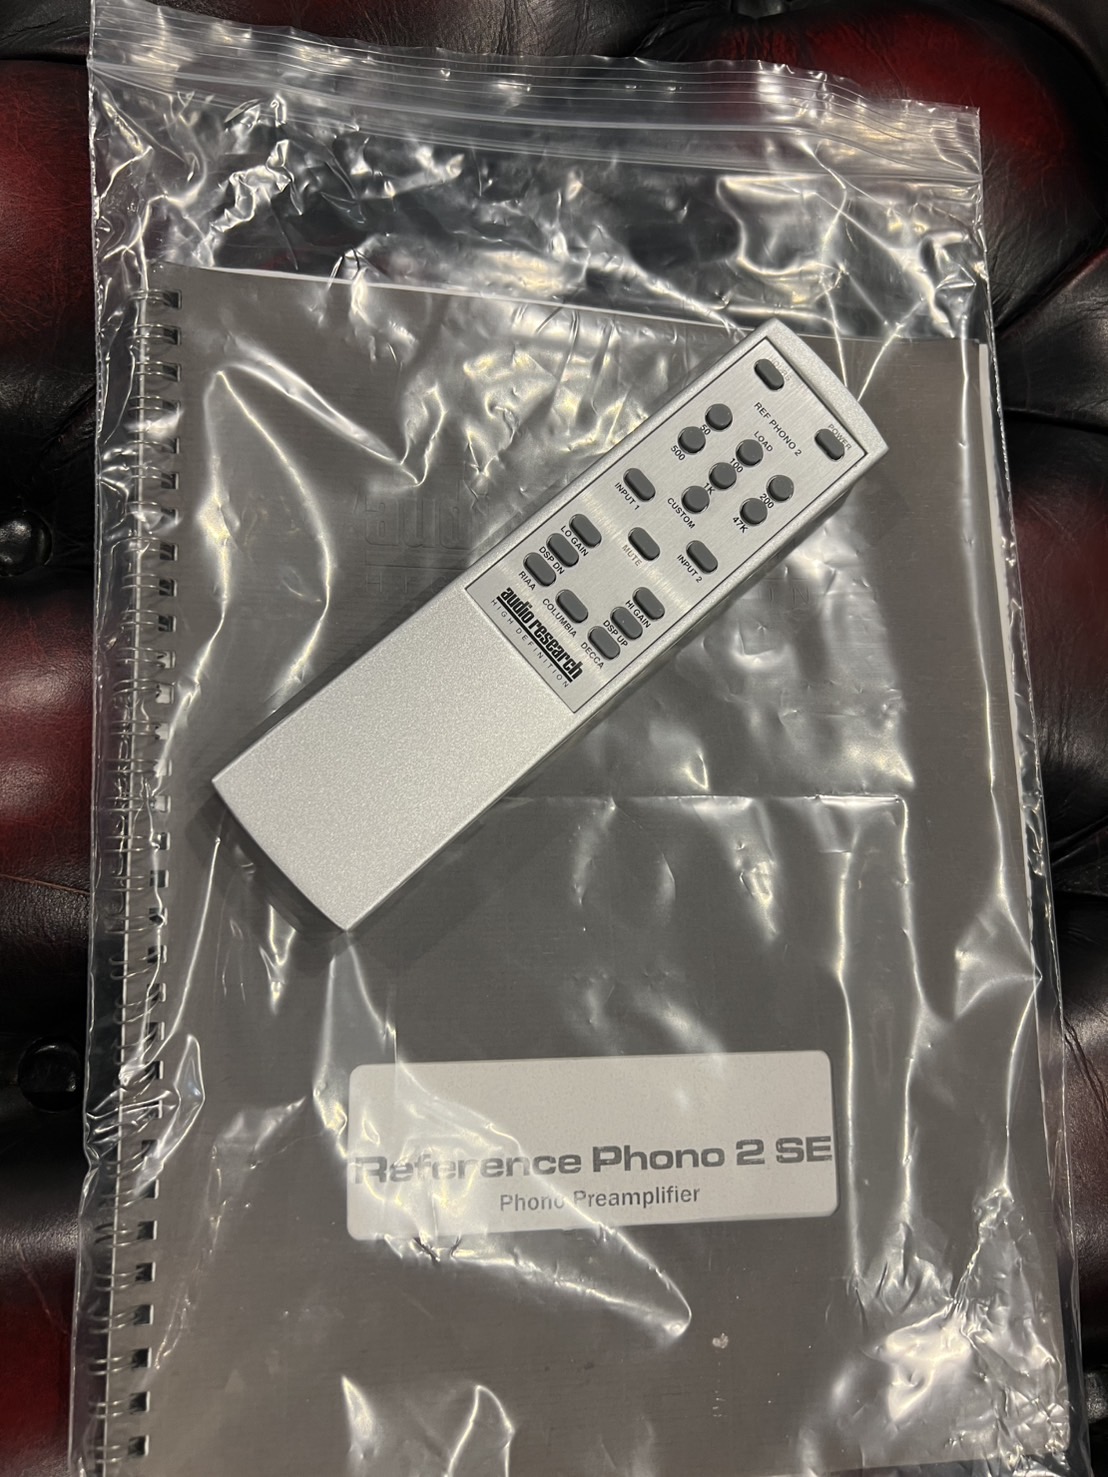 POWER
REF PHONO 2
LOAD
50
100
200
500
1K
47K
CUSTOM
INPUT 1
MUTE
INPUT 2
LO GAIN
HI GAIN
DSP DN
DSP UP
RIAA
COLUMBIA
DECCA
audio research
HIGH DEFINITION
Reference Phono 2 SE
Phono Preamplifier